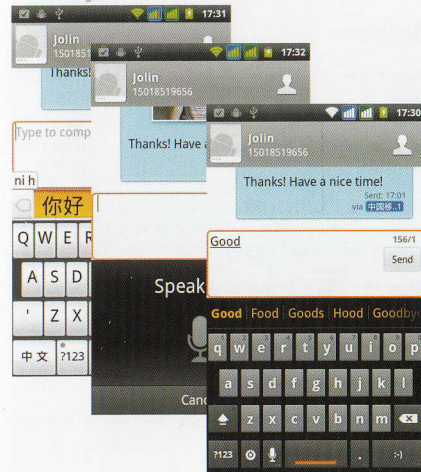 17:31
Jolin
1501851
Thanks!
Type to comp
ni h
你好
Q W E R
A S D
' Z X
中文 ?123
17:32
Jolin
15018519656
Thanks! Have a
Speak
Canc
17:30
Jolin
15018519656
Thanks! Have a nice time!
Sent: 17:01
via 中国移..1
Good
156/1
Send
Good Food Goods Hood Goodbye
q w e r t y u i o p
a s d f g h j k l
z x c v b n m
?123 . :-)